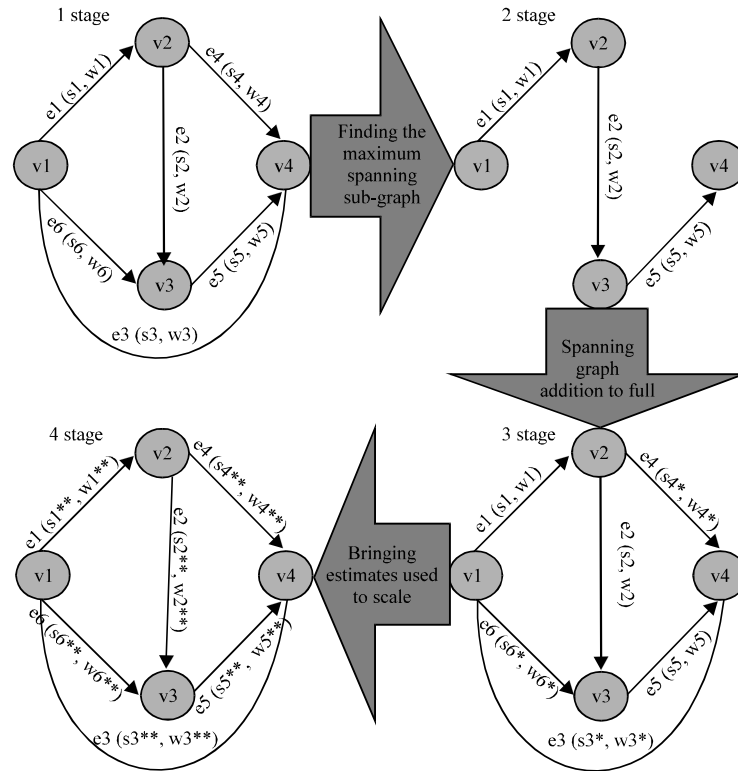 1 stage
v2
e1 (s1, w1)
e4 (s4, w4)
e2 (s2, w2)
v1
v4
e6 (s6, w6)
e5 (s5, w5)
v3
e3 (s3, w3)
Finding the
maximum
spanning
sub-graph
2 stage
v2
e1 (s1, w1)
e2 (s2, w2)
v1
v4
e5 (s5, w5)
v3
Spanning
graph
addition to full
3 stage
v2
e1 (s1, w1)
e4 (s4*, w4*)
e2 (s2, w2)
v1
v4
e6 (s6*, w6*)
e5 (s5, w5)
v3
e3 (s3*, w3*)
Bringing
estimates used
to scale
4 stage
v2
e1 (s1**, w1**)
e4 (s4**, w4**)
e2 (s2**, w2**)
v1
v4
e6 (s6**, w6**)
e5 (s5**, w5**)
v3
e3 (s3**, w3**)